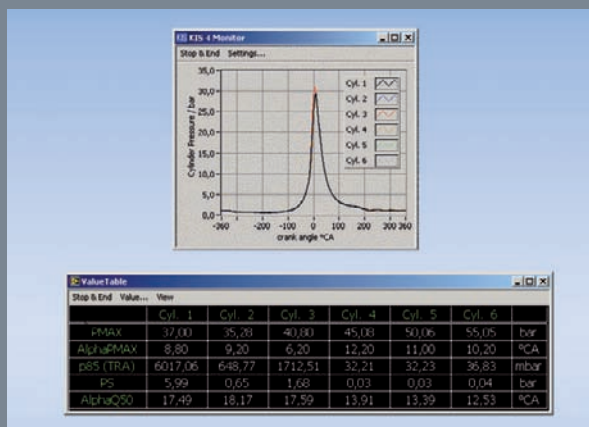 KIS 4 Monitor
Stop & End Settings...
35,0
30,0
25,0
20,0
15,0
10,0
5,0
0,0
Cylinder Pressure / bar
Cyl. 1
Cyl. 2
Cyl. 3
Cyl. 4
Cyl. 5
Cyl. 6
-360 -200 -100 0 100 200 300 360
crank angle °CA
ValueTable
Stop & End Value... View
Cyl. 1 Cyl. 2 Cyl. 3 Cyl. 4 Cyl. 5 Cyl. 6
PMAX 37,00 35,28 40,80 45,08 50,06 55,05 bar
AlphaPMAX 8,80 9,20 6,20 12,20 11,00 10,20 °CA
p85 (TRA) 6017,06 648,77 1712,51 32,21 32,23 36,83 mbar
PS 5,99 0,65 1,68 0,03 0,03 0,04 bar
AlphaQ50 17,49 18,17 17,59 13,91 13,39 12,53 °CA